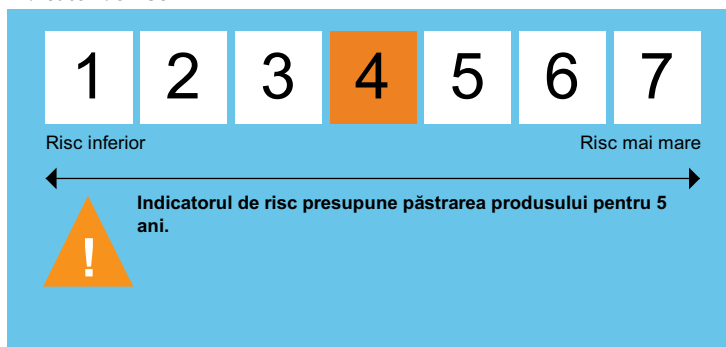 1 2 3 4 5 6 7
Risc inferior Risc mai mare
Indicatorul de risc presupune păstrarea produsului pentru 5
ani.
!